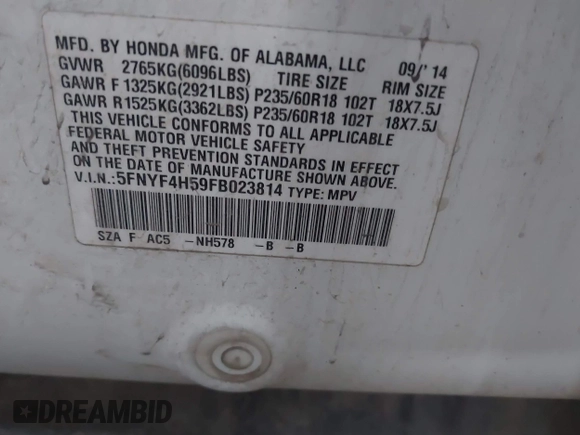 MFD. BY HONDA MFG. OF ALABAMA, LLC 09/'14
GVWR 2765KG(6096LBS) TIRE SIZE RIM SIZE
GAWR F 1325KG(2921LBS) P235/60R18 102T 18X7.5J
GAWR R1525KG(3362LBS) P235/60R18 102T 18X7.5J
THIS VEHICLE CONFORMS TO ALL APPLICABLE
FEDERAL MOTOR VEHICLE SAFETY
AND THEFT PREVENTION STANDARDS IN EFFECT
ON THE DATE OF MANUFACTURE SHOWN ABOVE.
V.I.N.:5FNYF4H59FB023814 TYPE: MPV
SZA F AC5 -NH578 -B -B
DREAMBID